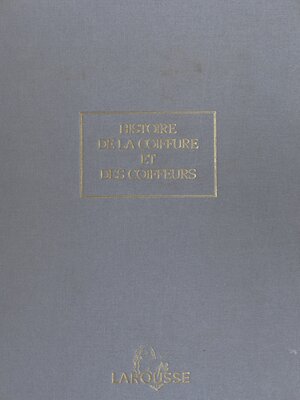 HISTOIRE
DE LA COIFFURE
ET
DES COIFFEURS
LAROUSSE